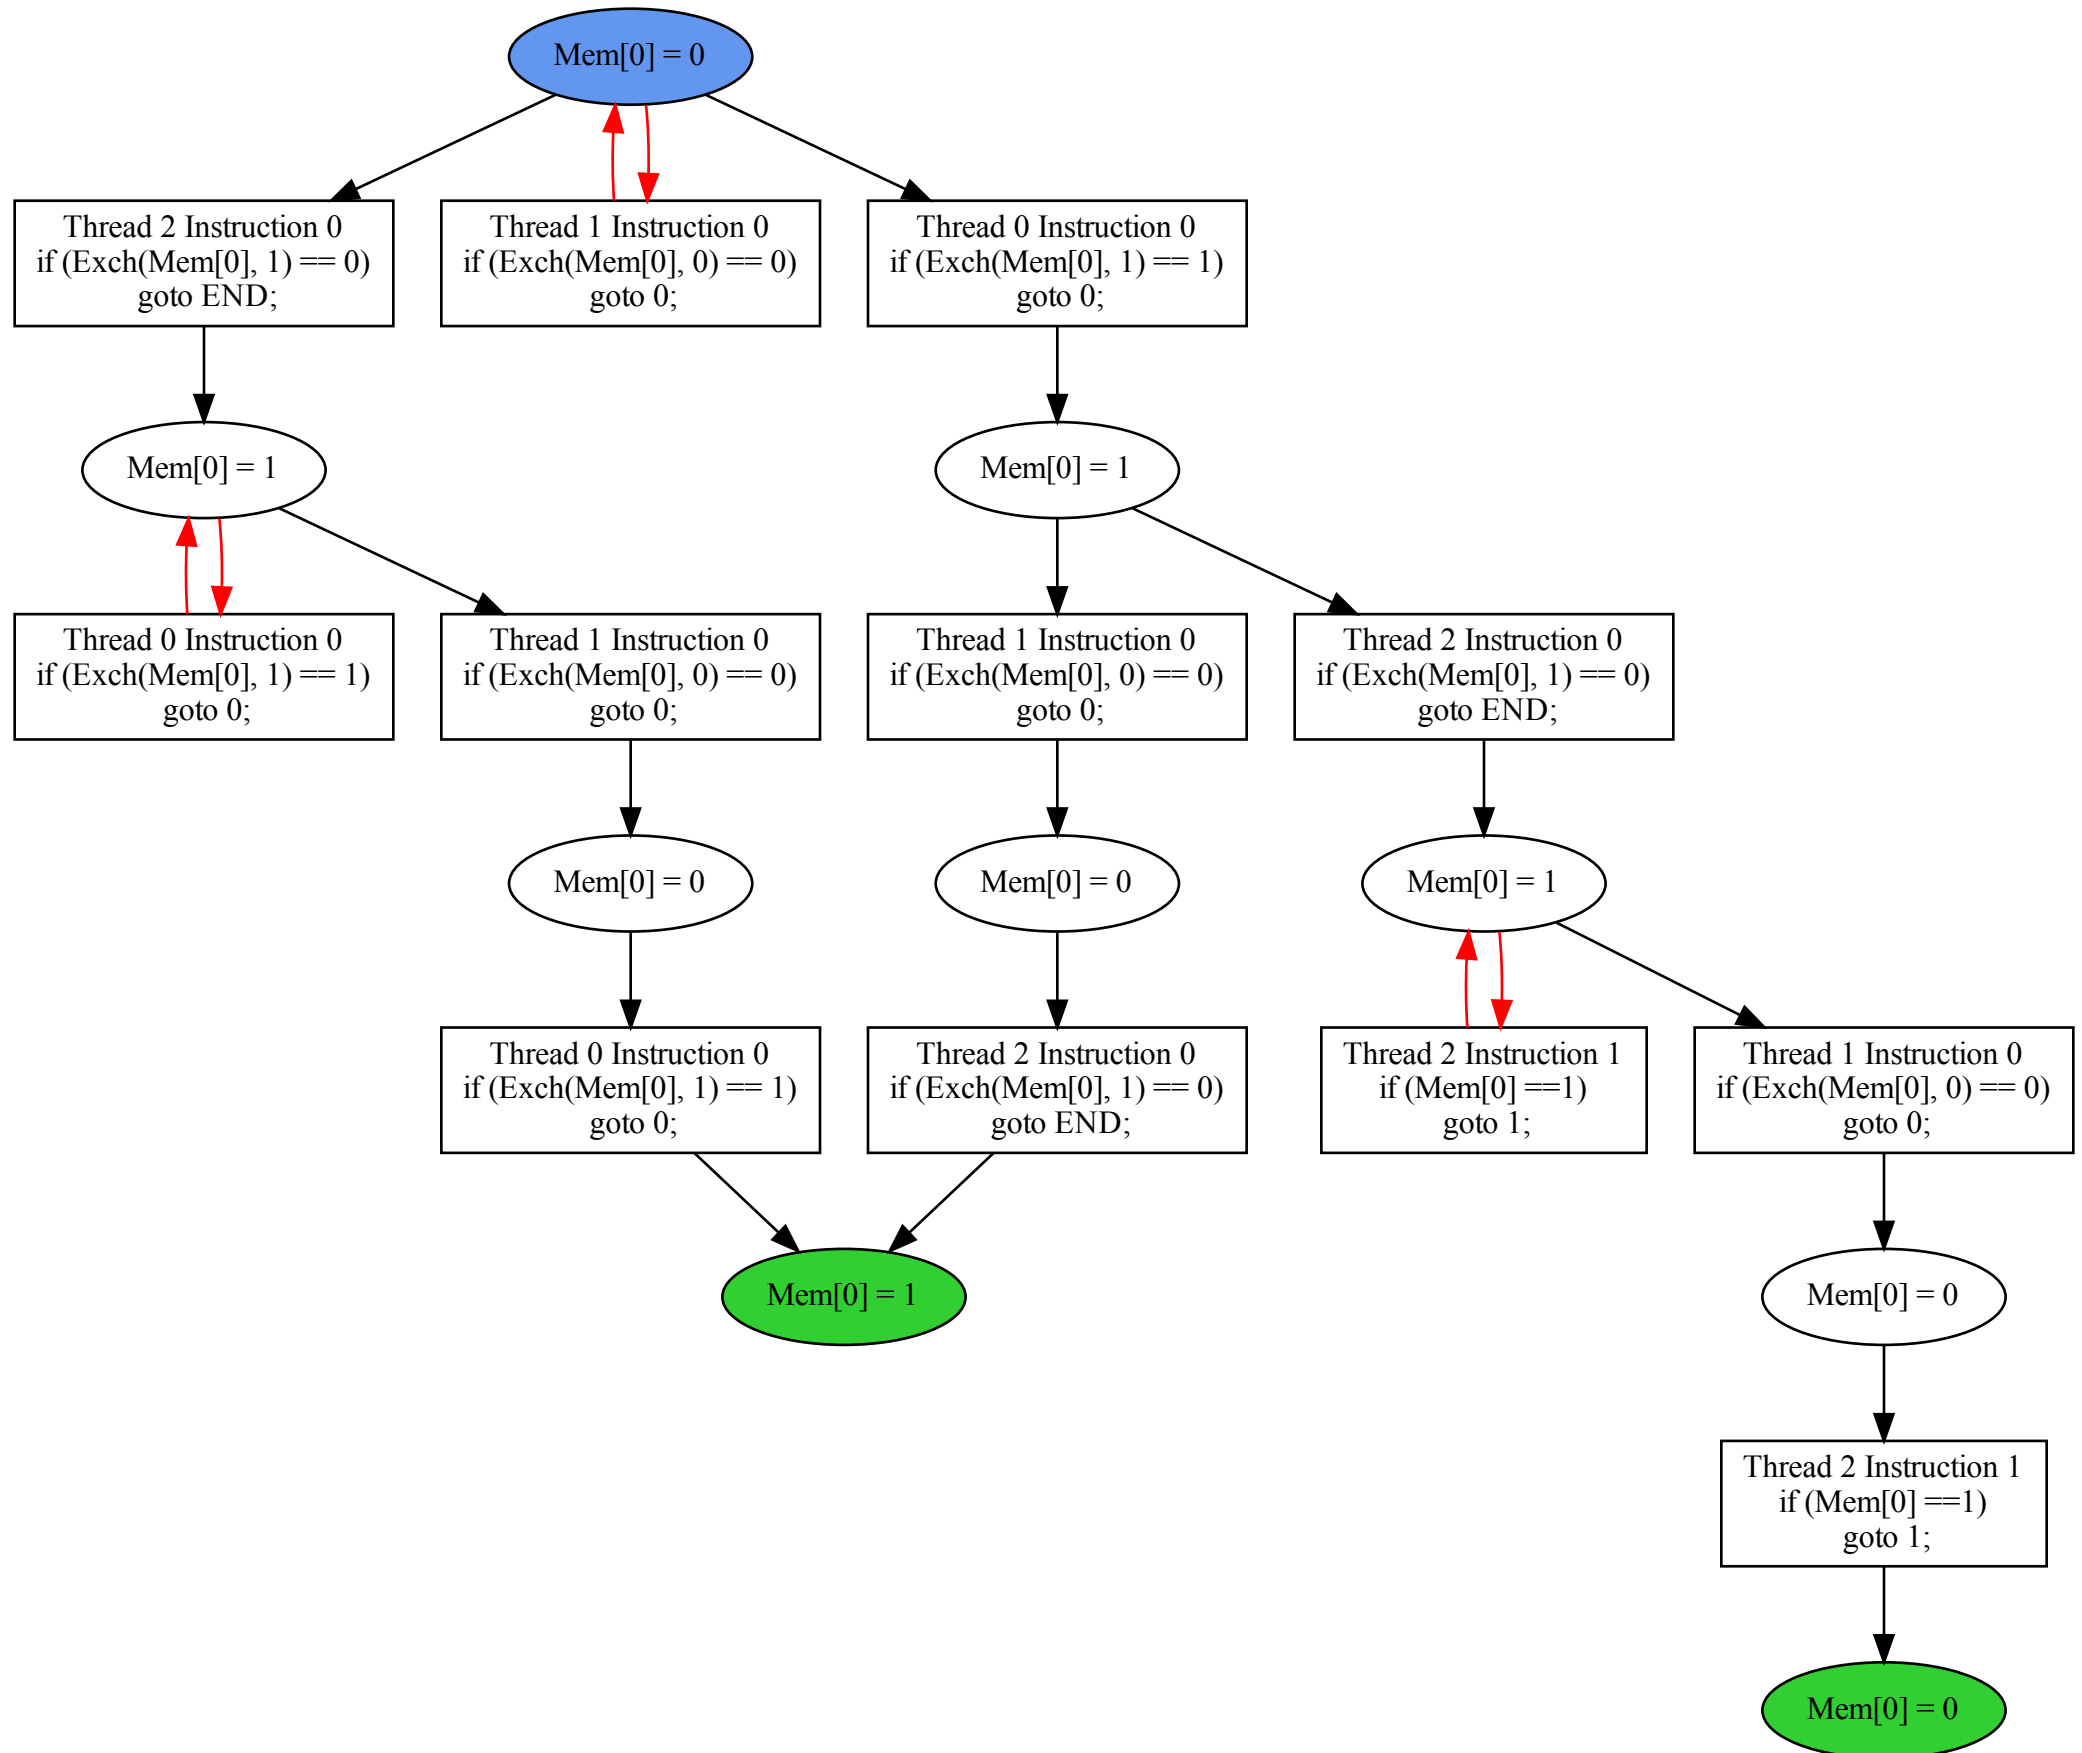 Mem[0] = 0
Thread 2 Instruction 0
if (Exch(Mem[0], 1) == 0)
goto END;
Thread 1 Instruction 0
if (Exch(Mem[0], 0) == 0)
goto 0;
Thread 0 Instruction 0
if (Exch(Mem[0], 1) == 1)
goto 0;
Mem[0] = 1
Mem[0] = 1
Thread 0 Instruction 0
if (Exch(Mem[0], 1) == 1)
goto 0;
Thread 1 Instruction 0
if (Exch(Mem[0], 0) == 0)
goto 0;
Thread 1 Instruction 0
if (Exch(Mem[0], 0) == 0)
goto 0;
Thread 2 Instruction 0
if (Exch(Mem[0], 1) == 0)
goto END;
Mem[0] = 0
Mem[0] = 0
Mem[0] = 1
Thread 0 Instruction 0
if (Exch(Mem[0], 1) == 1)
goto 0;
Thread 2 Instruction 0
if (Exch(Mem[0], 1) == 0)
goto END;
Thread 2 Instruction 1
if (Mem[0] ==1)
goto 1;
Thread 1 Instruction 0
if (Exch(Mem[0], 0) == 0)
goto 0;
Mem[0] = 1
Mem[0] = 0
Thread 2 Instruction 1
if (Mem[0] ==1)
goto 1;
Mem[0] = 0